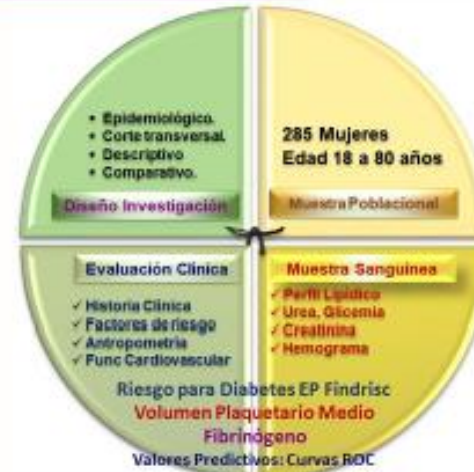 • Epidemiológico.
• Corte transversal.
• Descriptivo
• Comparativo.
Diseño Investigación
285 Mujeres
Edad 18 a 80 años
Muestra Poblacional
Evaluación Clínica
✓ Historia Clínica
✓ Factores de riesgo
✓ Antropometría
✓ Func Cardiovascular
Muestra Sanguinea
✓ Perfil Lipídico
✓ Urea, Glicemia
✓ Creatinina
✓ Hemograma
Riesgo para Diabetes EP Findrisc
Volumen Plaquetario Medio
Fibrinógeno
Valores Predictivos: Curvas ROC